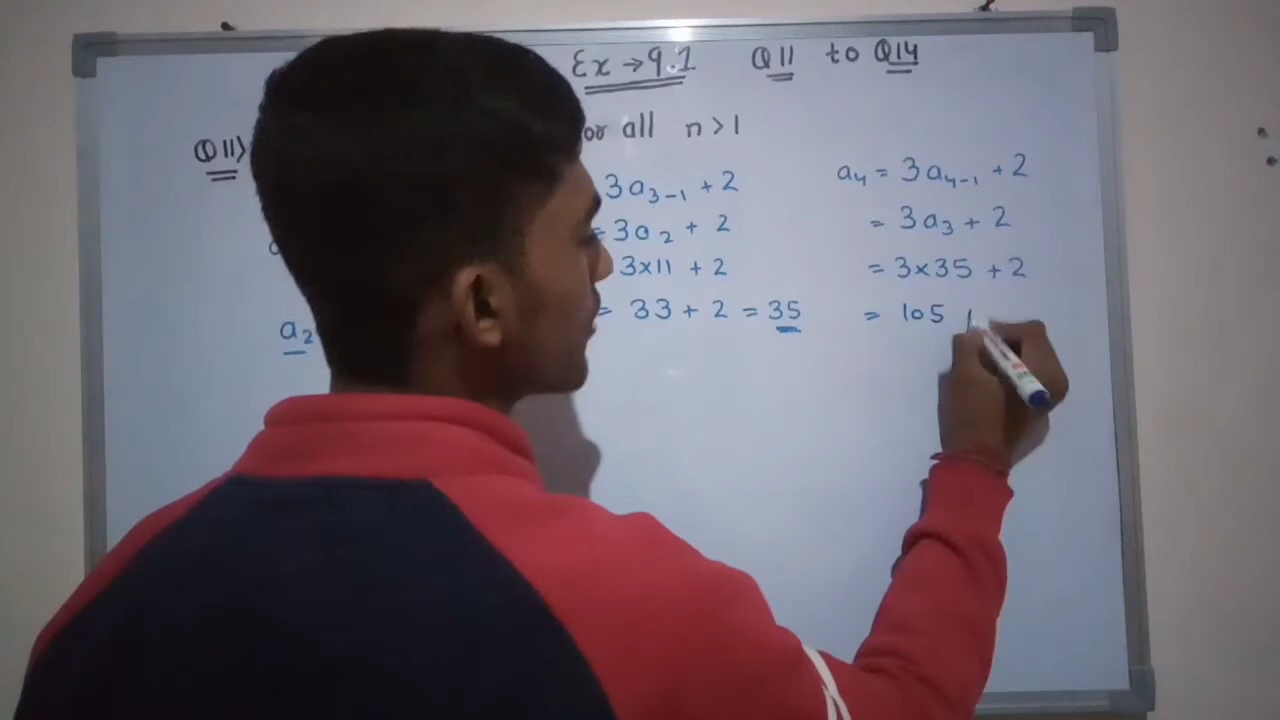 Ex → 9.1 Q11 to Q14
Q11) for all n > 1
3a₃₋₁ + 2
= 3a₂ + 2
3×11 + 2
= 33 + 2 = 35
a₂
a₄ = 3a₄₋₁ + 2
= 3a₃ + 2
= 3×35 + 2
= 105